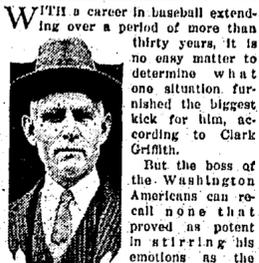 WITH a career in baseball extend-
ing over a period of more than
thirty years, it is
no easy matter to
determine what
one situation fur-
nished the biggest
kick for him, ac-
cording to Clark
Griffith.
But the boss of
the Washington
Americans can re-
call none that
proved as potent
in stirring his
emotions as the